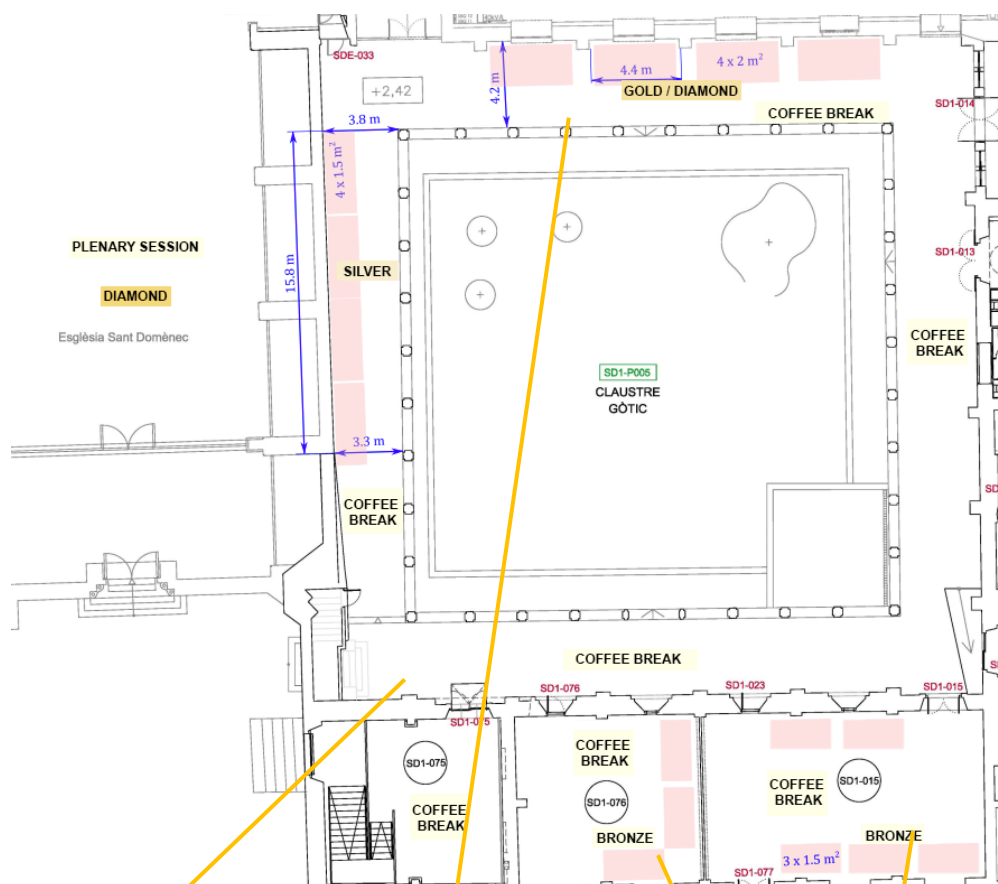 SDE-033
+2,42
4.2 m
4.4 m
4 x 2 m²
GOLD / DIAMOND
COFFEE BREAK
SD1-014
3.8 m
4 x 1.5 m²
PLENARY SESSION
DIAMOND
Esglèsia Sant Domènec
15.8 m
SILVER
SD1-013
COFFEE
BREAK
SD1-P005
CLAUSTRE
GÒTIC
3.3 m
COFFEE
BREAK
COFFEE BREAK
SD1-076
SD1-023
SD1-015
SD1-075
SD1-075
COFFEE
BREAK
COFFEE
BREAK
SD1-076
BRONZE
COFFEE
BREAK
SD1-015
BRONZE
3 x 1.5 m²
SD1-077